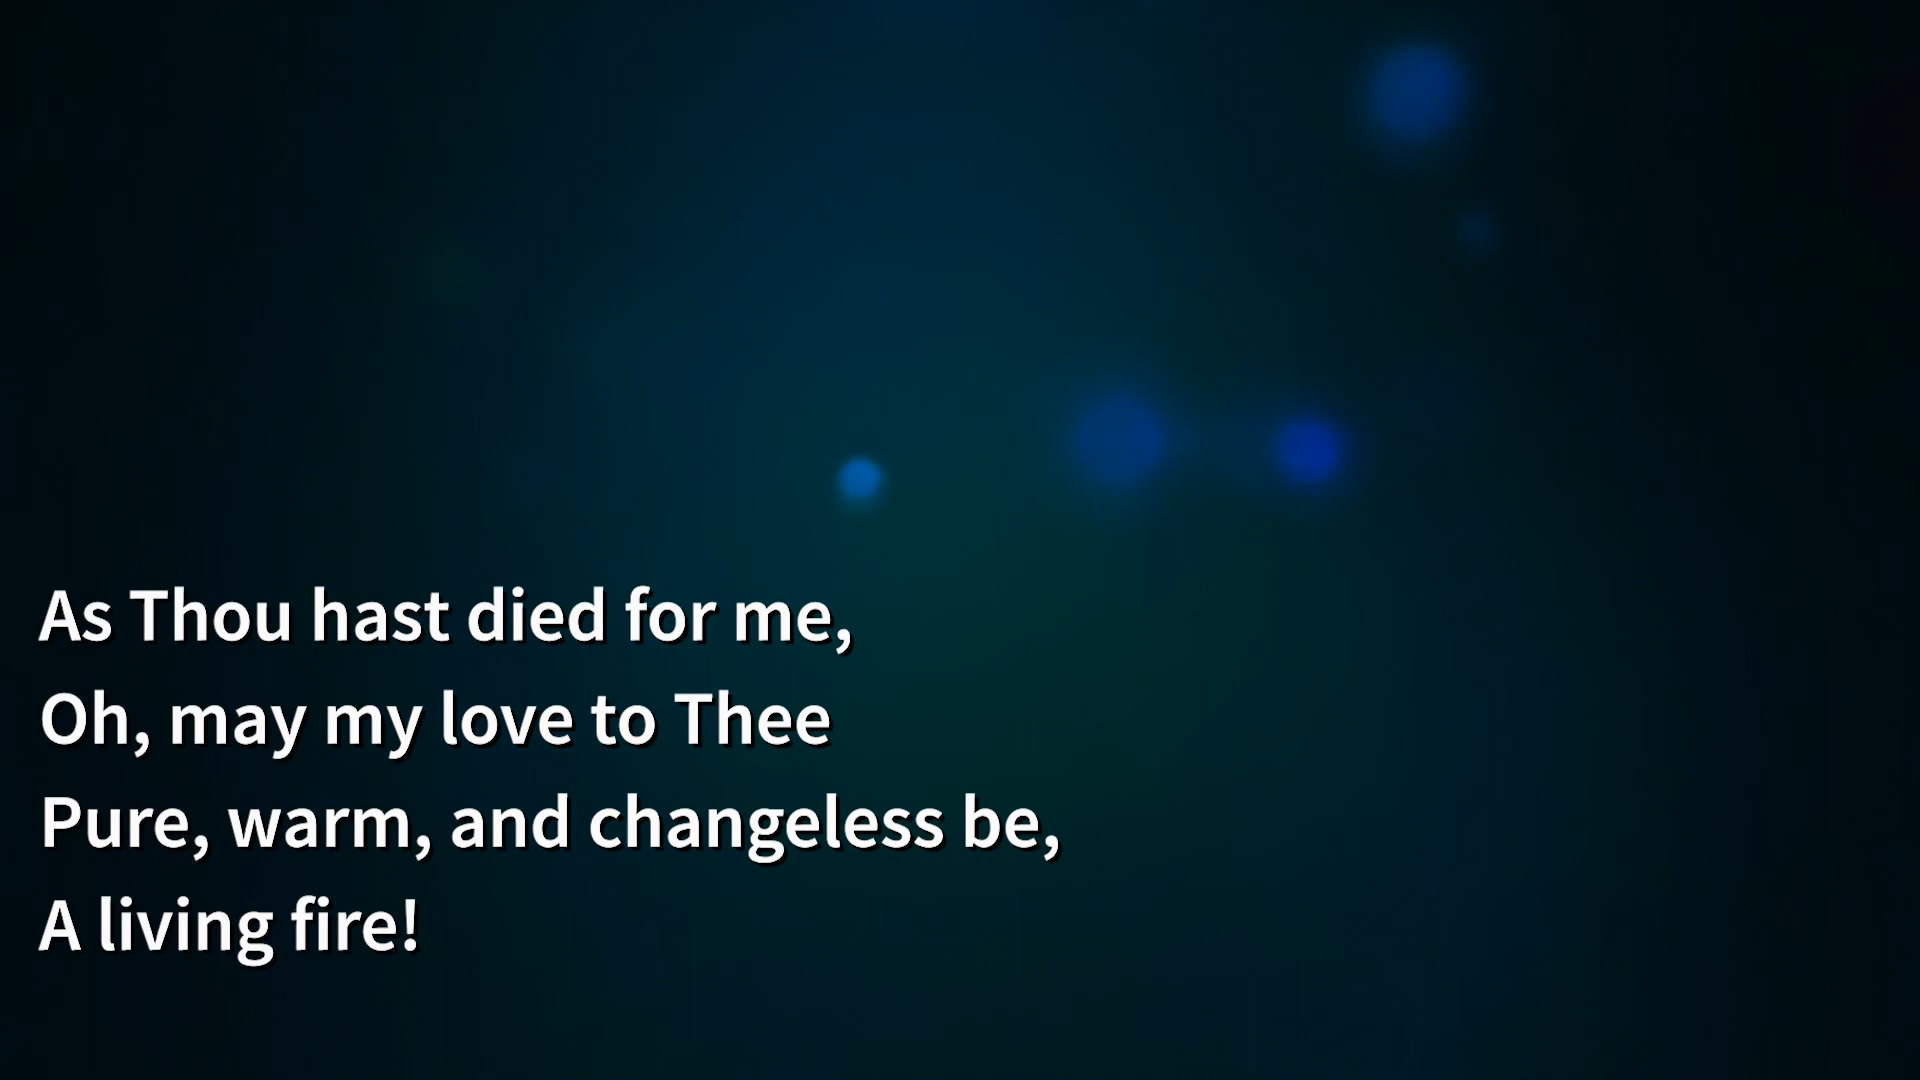 As Thou hast died for me,
Oh, may my love to Thee
Pure, warm, and changeless be,
A living fire!